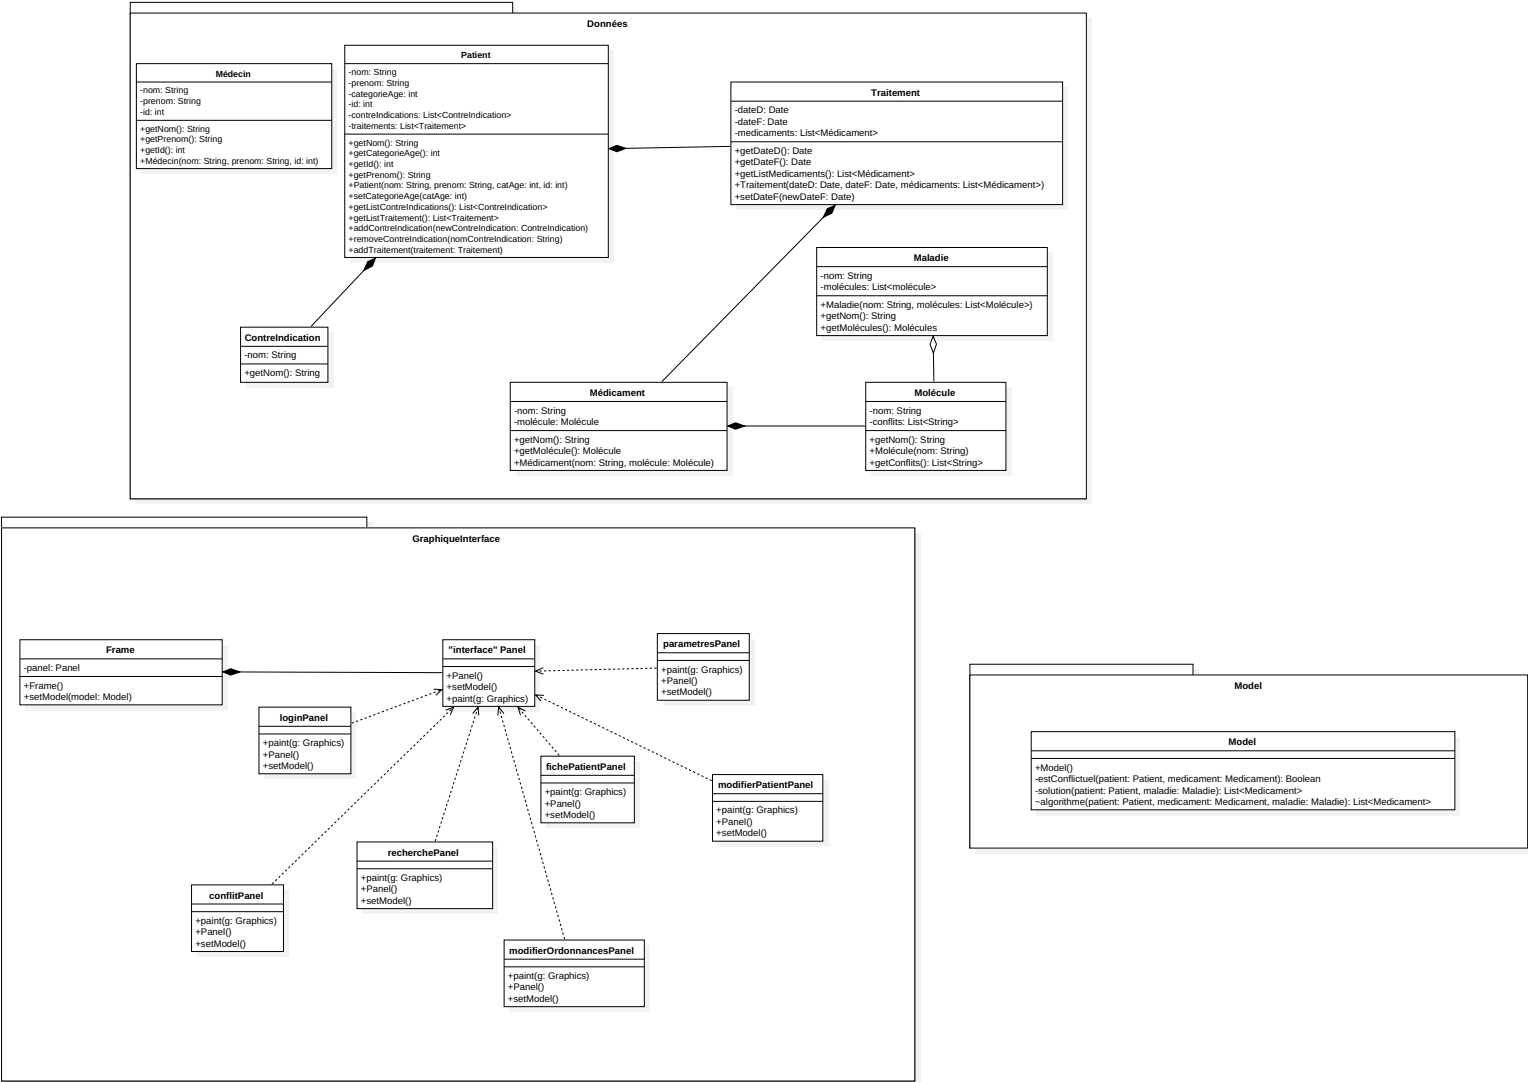 Données
Médecin
-nom: String
-prenom: String
-id: int
+getNom(): String
+getPrenom(): String
+getId(): int
+Médecin(nom: String, prenom: String, id: int)
Patient
-nom: String
-prenom: String
-categorieAge: int
-id: int
-contreIndications: List<ContreIndication>
-traitements: List<Traitement>
+getNom(): String
+getCategorieAge(): int
+getId(): int
+getPrenom(): String
+Patient(nom: String, prenom: String, catAge: int, id: int)
+setCategorieAge(catAge: int)
+getListContreIndications(): List<ContreIndication>
+getListTraitement(): List<Traitement>
+addContreIndication(newContreIndication: ContreIndication)
+removeContreIndication(nomContreIndication: String)
+addTraitement(traitement: Traitement)
Traitement
-dateD: Date
-dateF: Date
-medicaments: List<Médicament>
+getDateD(): Date
+getDateF(): Date
+getListMedicaments(): List<Médicament>
+Traitement(dateD: Date, dateF: Date, médicaments: List<Médicament>)
+setDateF(newDateF: Date)
Maladie
-nom: String
-molécules: List<molécule>
+Maladie(nom: String, molécules: List<Molécule>)
+getNom(): String
+getMolécules(): Molécules
ContreIndication
-nom: String
+getNom(): String
Médicament
-nom: String
-molécule: Molécule
+getNom(): String
+getMolécule(): Molécule
+Médicament(nom: String, molécule: Molécule)
Molécule
-nom: String
-conflits: List<String>
+getNom(): String
+Molécule(nom: String)
+getConflits(): List<String>
GraphiqueInterface
Frame
-panel: Panel
+Frame()
+setModel(model: Model)
"interface" Panel
+Panel()
+setModel()
+paint(g: Graphics)
parametresPanel
+paint(g: Graphics)
+Panel()
+setModel()
loginPanel
+paint(g: Graphics)
+Panel()
+setModel()
fichePatientPanel
+paint(g: Graphics)
+Panel()
+setModel()
modifierPatientPanel
+paint(g: Graphics)
+Panel()
+setModel()
recherchePanel
+paint(g: Graphics)
+Panel()
+setModel()
conflitPanel
+paint(g: Graphics)
+Panel()
+setModel()
modifierOrdonnancesPanel
+paint(g: Graphics)
+Panel()
+setModel()
Model
Model
+Model()
-estConflictuel(patient: Patient, medicament: Medicament): Boolean
-solution(patient: Patient, maladie: Maladie): List<Medicament>
~algorithme(patient: Patient, medicament: Medicament, maladie: Maladie): List<Medicament>